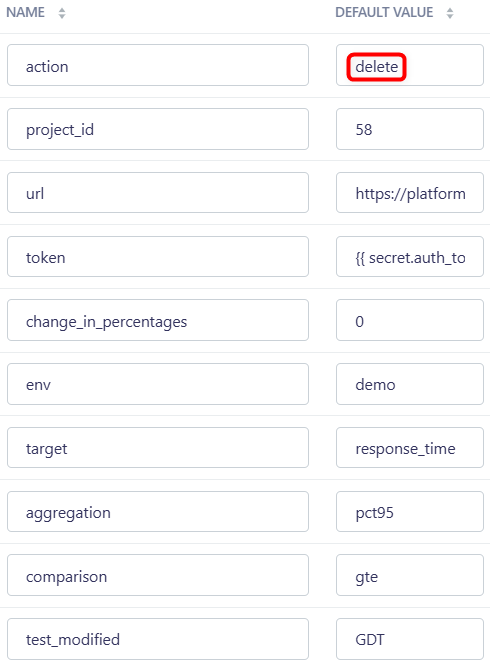 NAME DEFAULT VALUE
action delete
project_id 58
url https://platform
token {{ secret.auth_to
change_in_percentages 0
env demo
target response_time
aggregation pct95
comparison gte
test_modified GDT